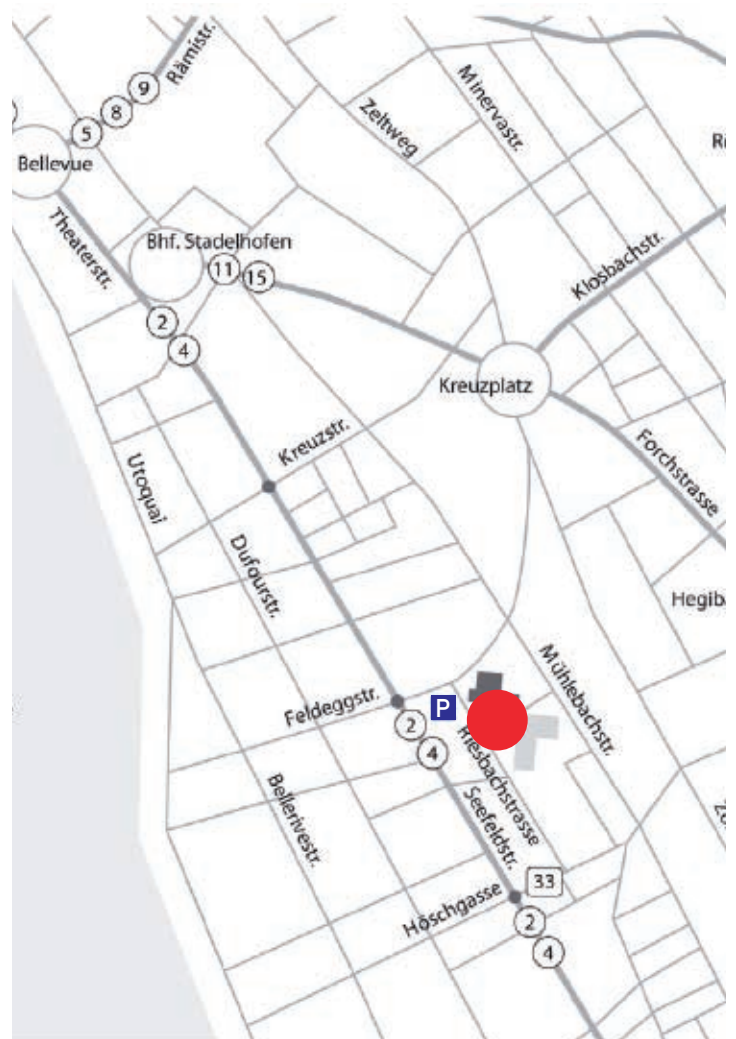 Rämistr.
9
8
5
Bellevue
Minervastr.
Zeltweg
Ri
Theaterstr.
Bhf. Stadelhofen
11
15
Klosbachstr.
2
4
Kreuzplatz
Kreuzstr.
Forchstrasse
Utoquai
Dufourstr.
Hegib
Mühlebachstr.
Feldeggstr.
P
2
4
Riesbachstrasse
Seefeldstr.
Bellerivestr.
33
Höschgasse
2
4